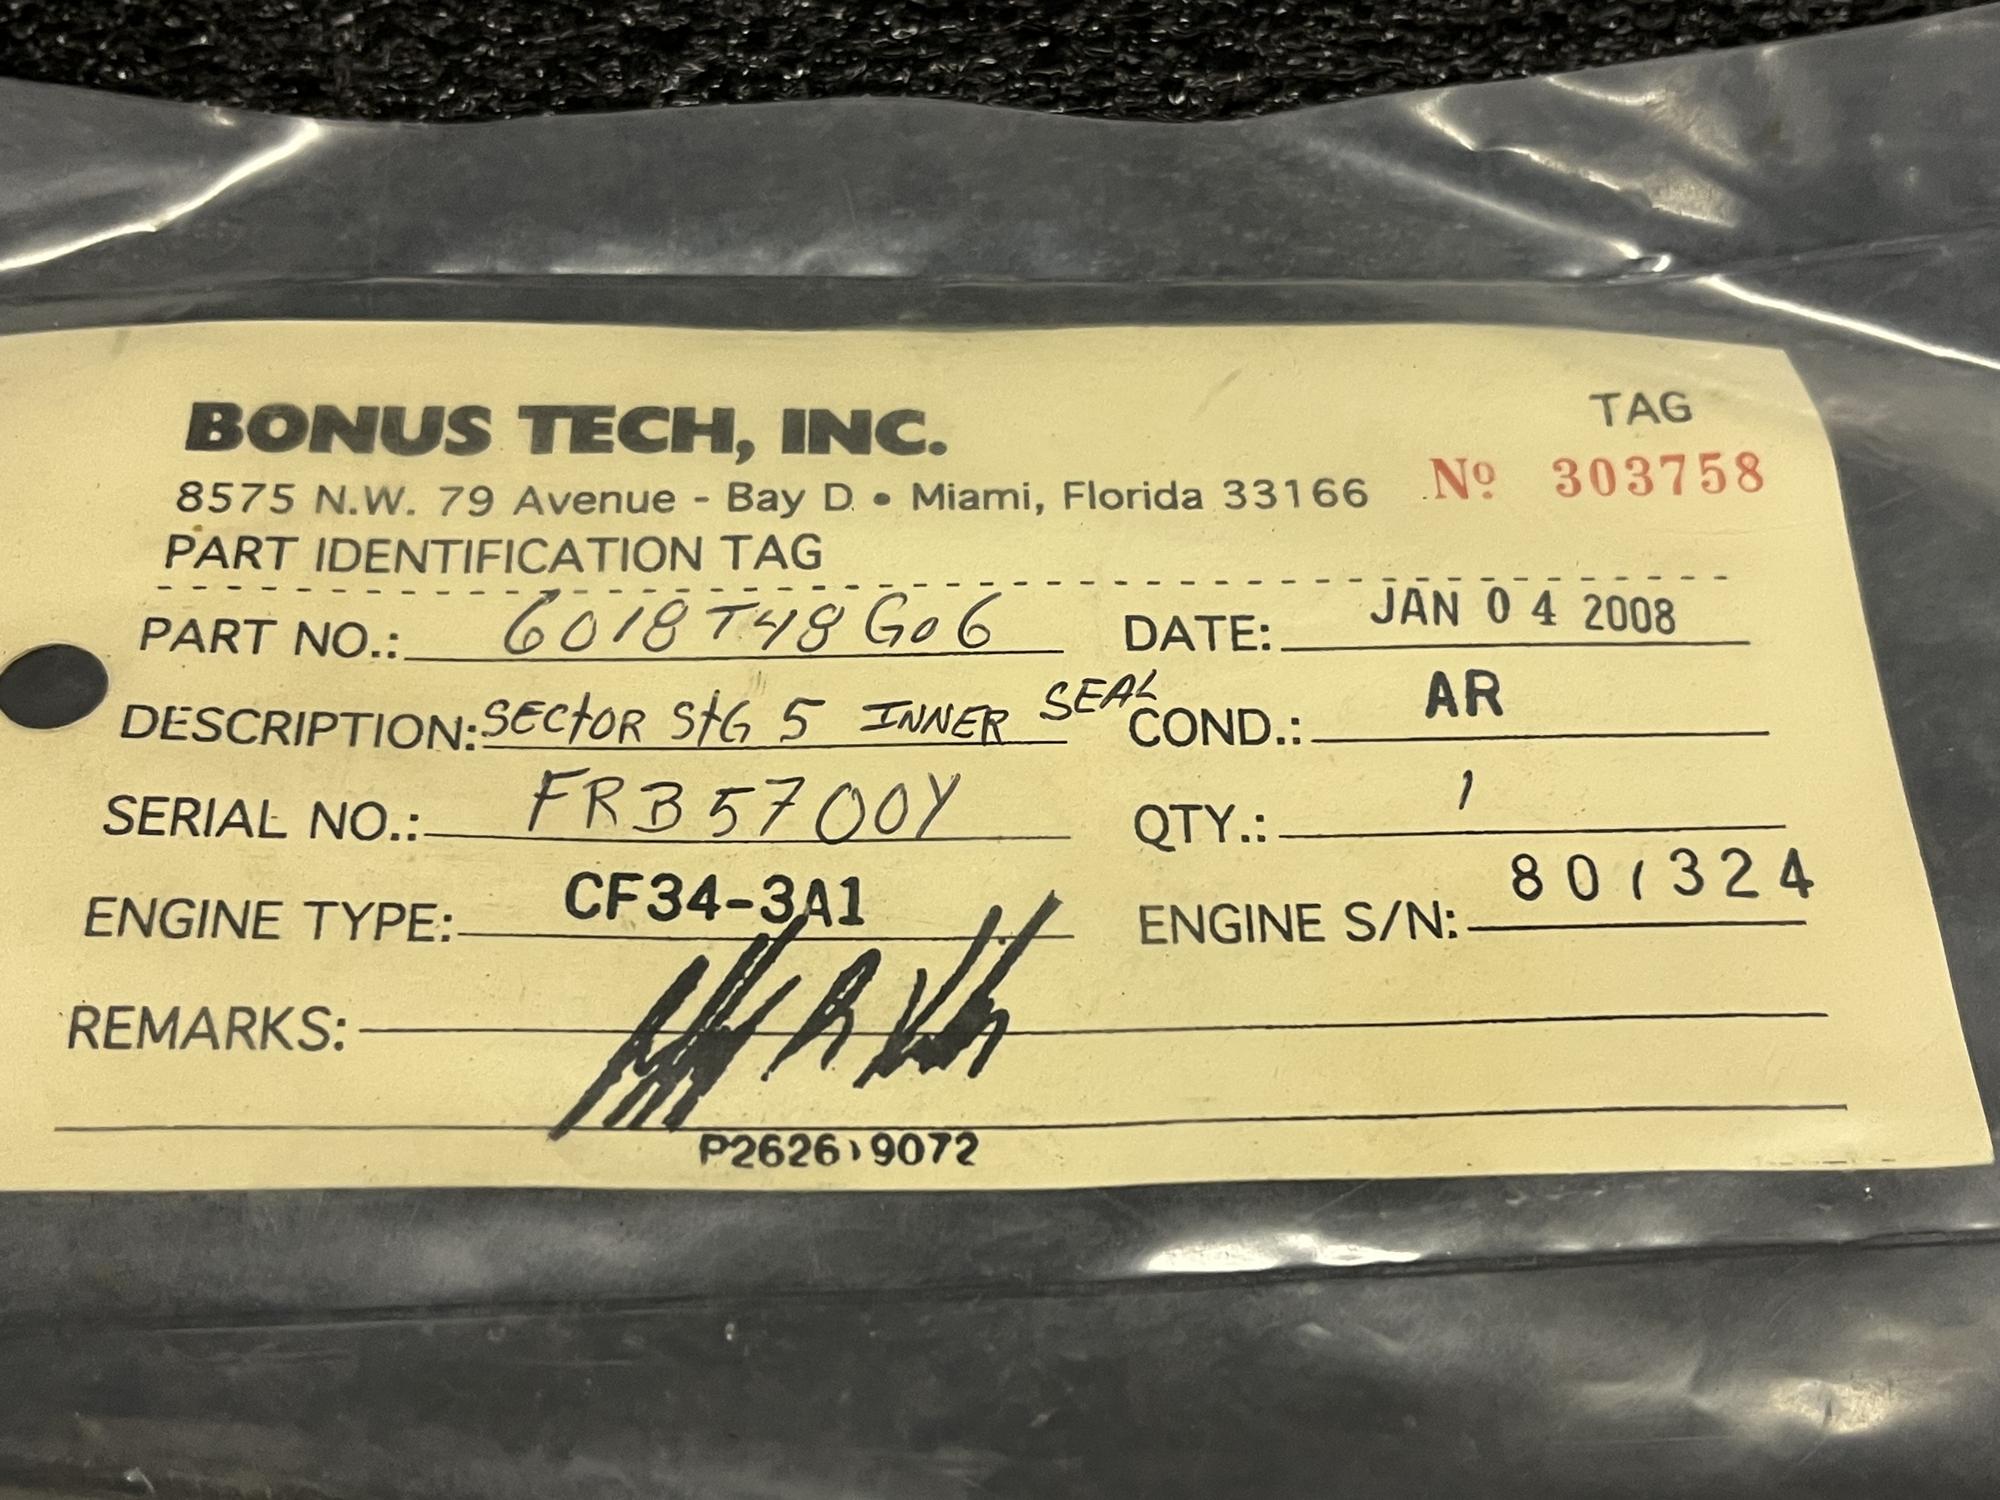 BONUS TECH, INC.
TAG
8575 N.W. 79 Avenue - Bay D • Miami, Florida 33166
Nº 303758
PART IDENTIFICATION TAG
PART NO.: 6018T48G06
DATE: JAN 04 2008
DESCRIPTION: SECTOR StG 5 INNER SEAL
COND.: AR
SERIAL NO.: FRB5700Y
QTY.: 1
ENGINE TYPE: CF34-3A1
ENGINE S/N: 801324
REMARKS:
P262619072